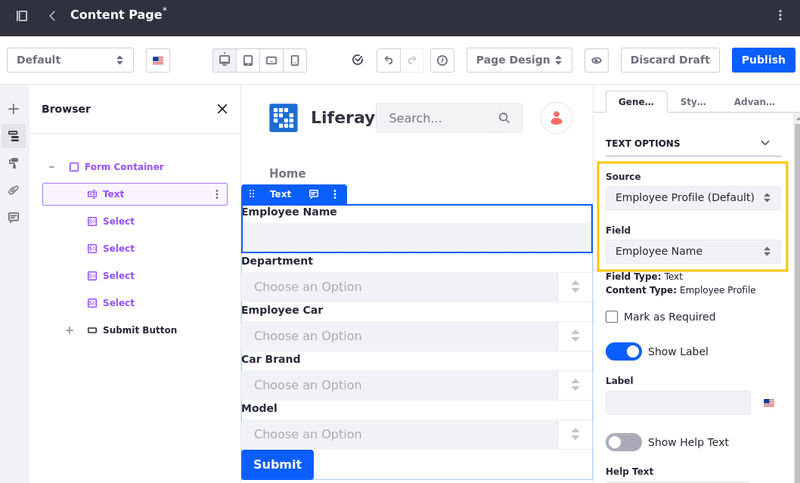 Content Page*
Default
Page Design
Discard Draft
Publish
Browser
Form Container
Text
Select
Select
Select
Select
Submit Button
Liferay
Search...
Home
Text
Employee Name
Department
Choose an Option
Employee Car
Choose an Option
Car Brand
Choose an Option
Model
Choose an Option
Submit
Gene...
Sty...
Advan...
TEXT OPTIONS
Source
Employee Profile (Default)
Field
Employee Name
Field Type: Text
Content Type: Employee Profile
Mark as Required
Show Label
Label
Show Help Text
Help Text